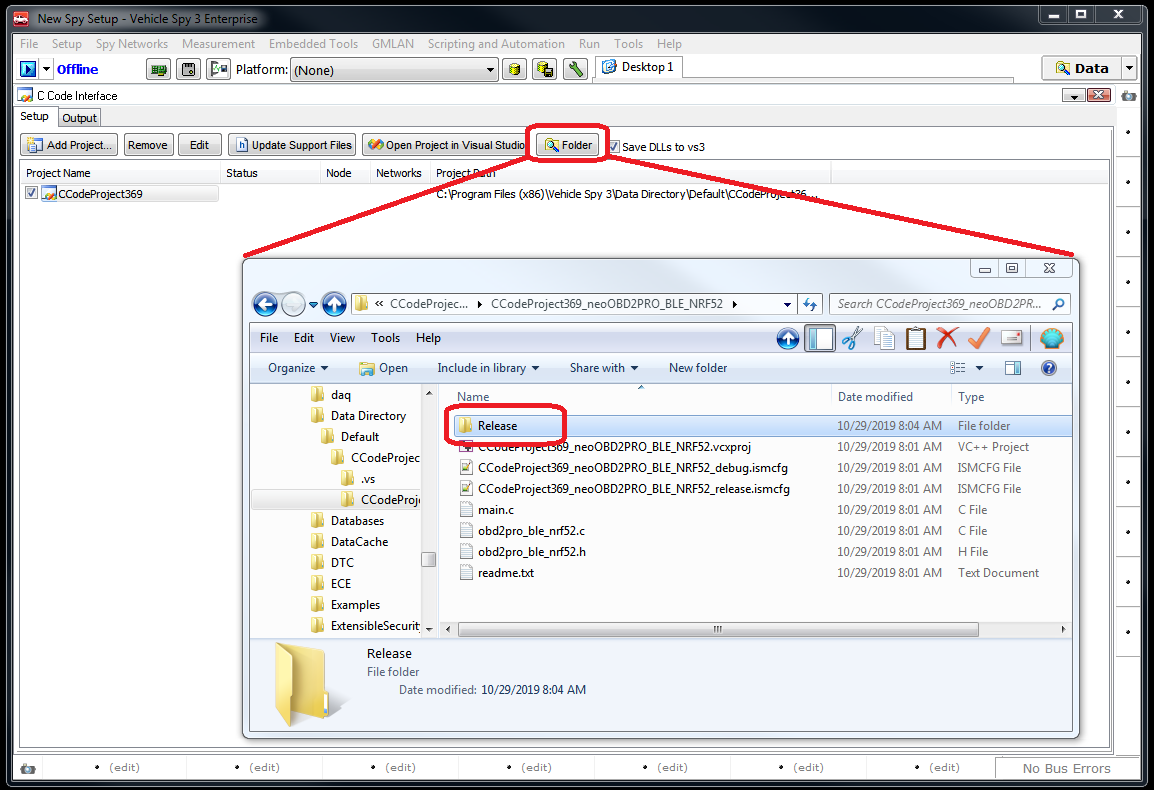 New Spy Setup - Vehicle Spy 3 Enterprise
File Setup Spy Networks Measurement Embedded Tools GMLAN Scripting and Automation Run Tools Help
Offline Platform: (None) Desktop 1 Data
C Code Interface
Setup Output
Add Project... Remove Edit Update Support Files Open Project in Visual Studio Folder Save DLLs to vs3
Project Name Status Node Networks Project Path
CCodeProject369 C:\Program Files (x86)\Vehicle Spy 3\Data Directory\Default\CCodeProject36...
« CCodeProjec... CCodeProject369_neoOBD2PRO_BLE_NRF52 Search CCodeProject369_neoOBD2PR...
File Edit View Tools Help
Organize Open Include in library Share with New folder
daq
Data Directory
Default
CCodeProjec
.vs
CCodeProj
Databases
DataCache
DTC
ECE
Examples
ExtensibleSecurit
Name Date modified Type
Release 10/29/2019 8:04 AM File folder
CCodeProject369_neoOBD2PRO_BLE_NRF52.vcxproj 10/29/2019 8:01 AM VC++ Project
CCodeProject369_neoOBD2PRO_BLE_NRF52_debug.ismcfg 10/29/2019 8:01 AM ISMCFG File
CCodeProject369_neoOBD2PRO_BLE_NRF52_release.ismcfg 10/29/2019 8:01 AM ISMCFG File
main.c 10/29/2019 8:01 AM C File
obd2pro_ble_nrf52.c 10/29/2019 8:01 AM C File
obd2pro_ble_nrf52.h 10/29/2019 8:01 AM H File
readme.txt 10/29/2019 8:01 AM Text Document
Release
File folder
Date modified: 10/29/2019 8:04 AM
(edit) (edit) (edit) (edit) (edit) (edit) (edit) No Bus Errors